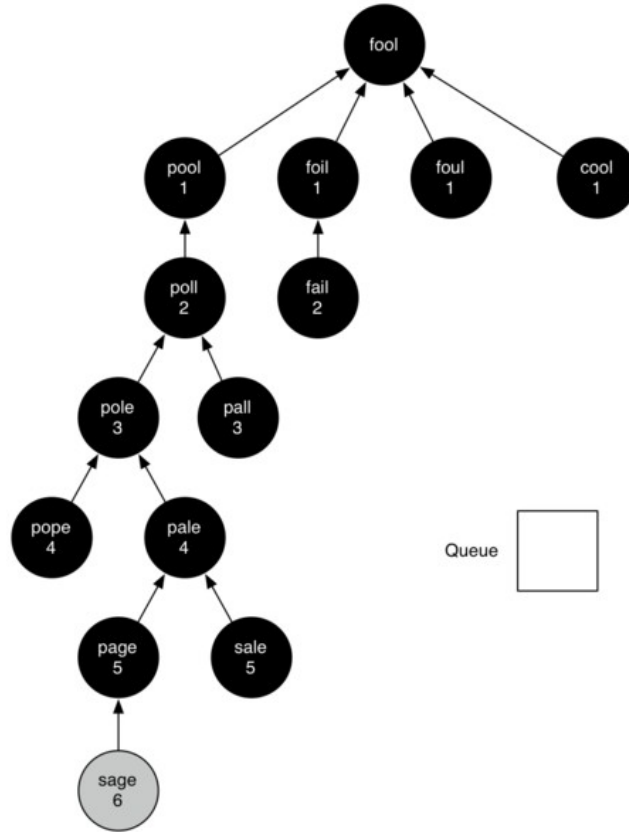 fool
pool
1
foil
1
foul
1
cool
1
poll
2
fail
2
pole
3
pall
3
pope
4
pale
4
Queue
page
5
sale
5
sage
6